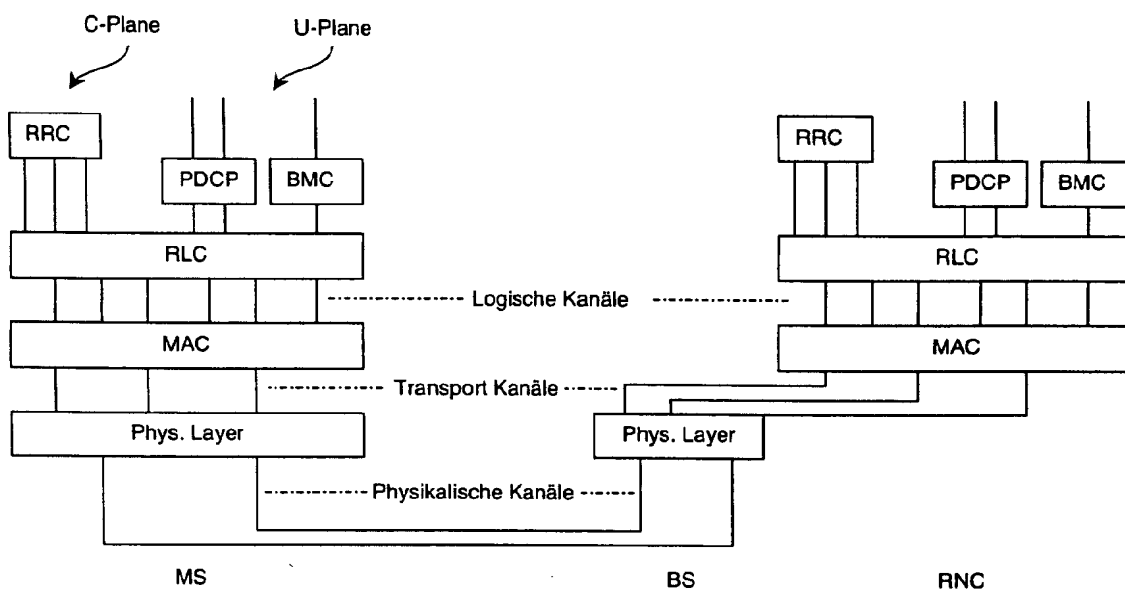 C-Plane
U-Plane
RRC
PDCP
BMC
RLC
MAC
Phys. Layer
RRC
PDCP
BMC
RLC
MAC
Phys. Layer
Logische Kanäle
Transport Kanäle
Physikalische Kanäle
MS
BS
RNC